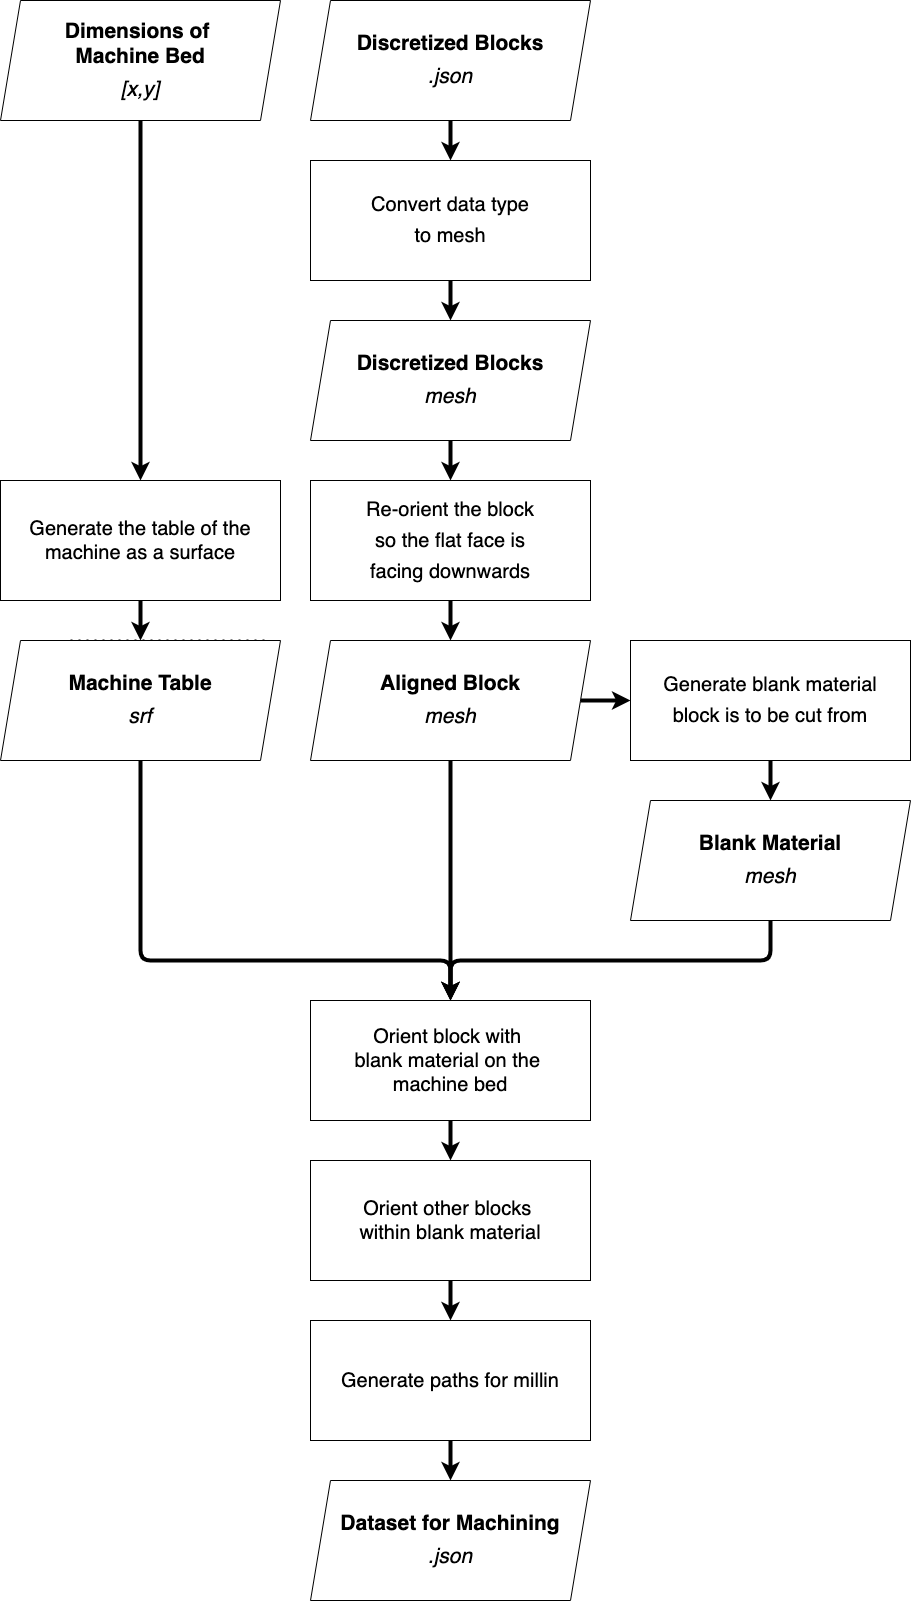 Dimensions of
Machine Bed
[x,y]
Discretized Blocks
.json
Convert data type
to mesh
Discretized Blocks
mesh
Generate the table of the
machine as a surface
Re-orient the block
so the flat face is
facing downwards
Machine Table
srf
Aligned Block
mesh
Generate blank material
block is to be cut from
Blank Material
mesh
Orient block with
blank material on the
machine bed
Orient other blocks
within blank material
Generate paths for millin
Dataset for Machining
.json